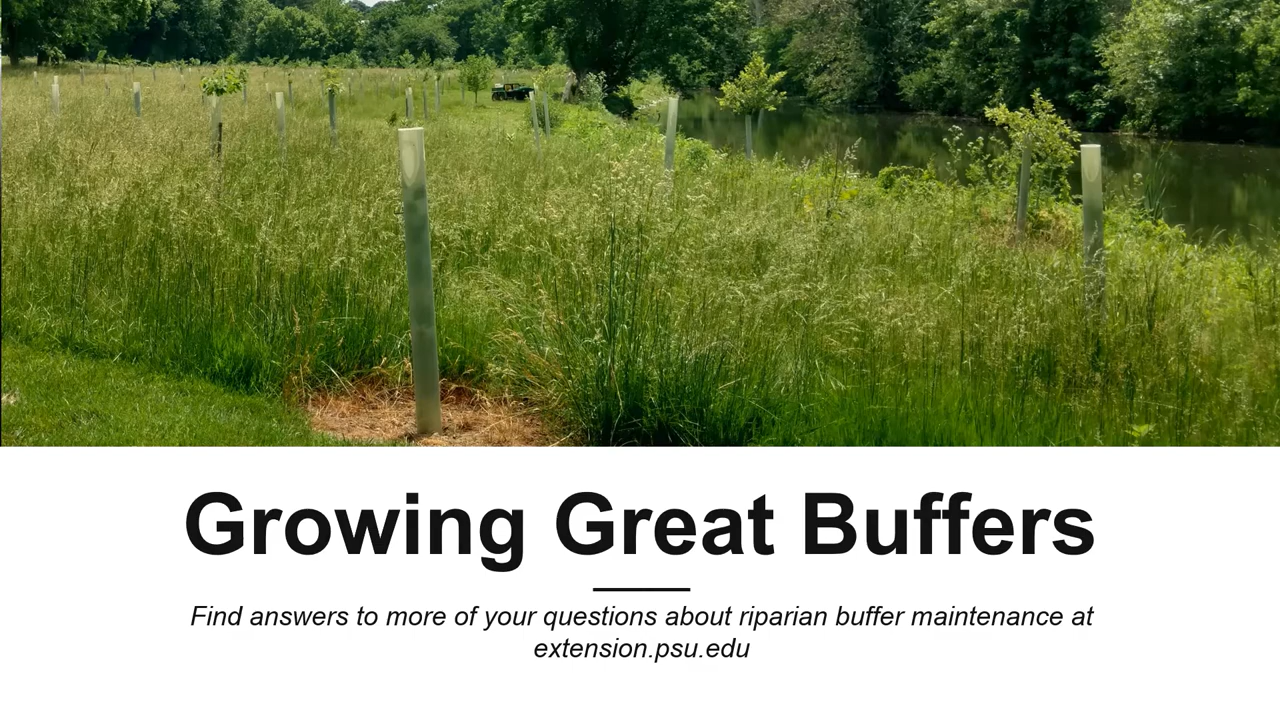 Growing Great Buffers
Find answers to more of your questions about riparian buffer maintenance at
extension.psu.edu